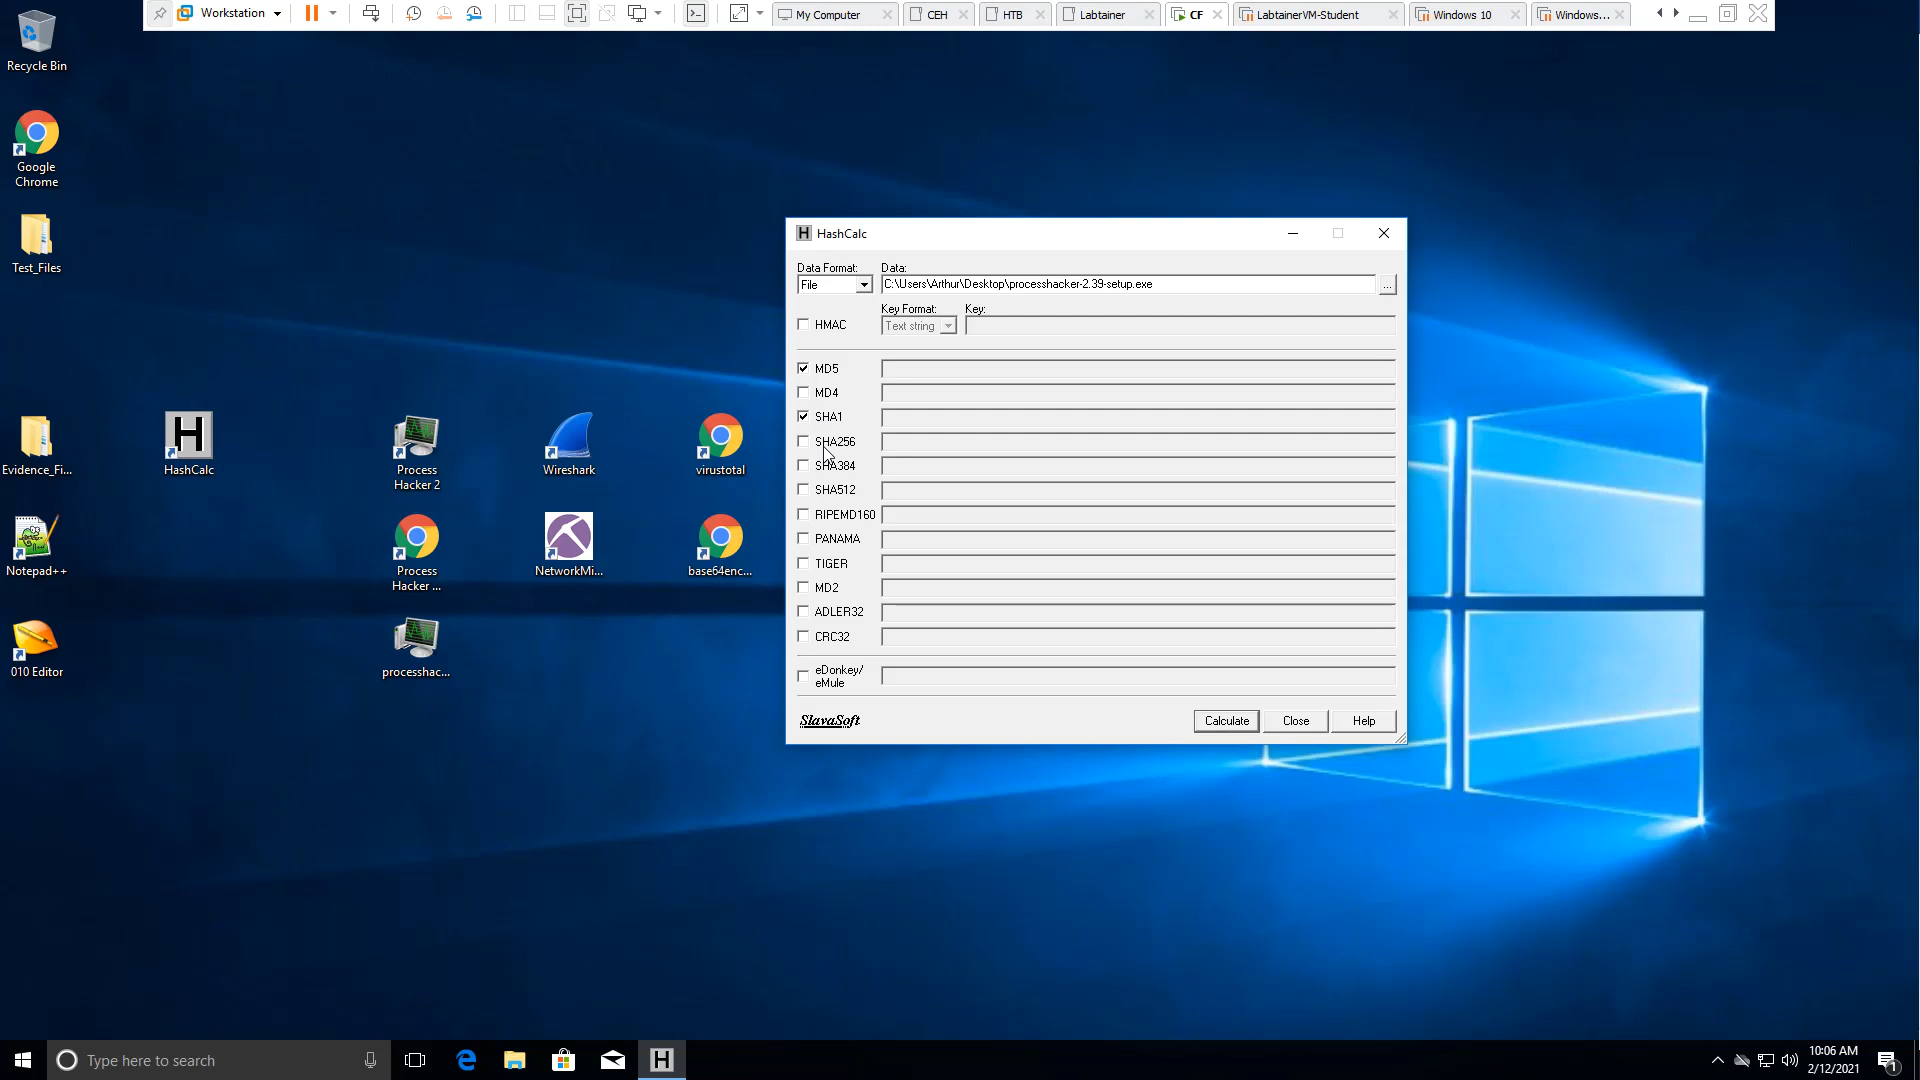 Workstation
My Computer
CEH
HTB
Labtainer
CF
LabtainerVM-Student
Windows 10
Windows...
Recycle Bin
Google
Chrome
Test_Files
Evidence_Fi...
HashCalc
Process
Hacker 2
Wireshark
virustotal
Notepad++
Process
Hacker ...
NetworkMi...
base64enc...
010 Editor
processhac...
HashCalc
Data Format:
Data:
File
C:\Users\Arthur\Desktop\processhacker-2.39-setup.exe
...
Key Format:
Key:
HMAC
Text string
MD5
MD4
SHA1
SHA256
SHA384
SHA512
RIPEMD160
PANAMA
TIGER
MD2
ADLER32
CRC32
eDonkey/
eMule
SlavaSoft
Calculate
Close
Help
Type here to search
10:06 AM
2/12/2021
1